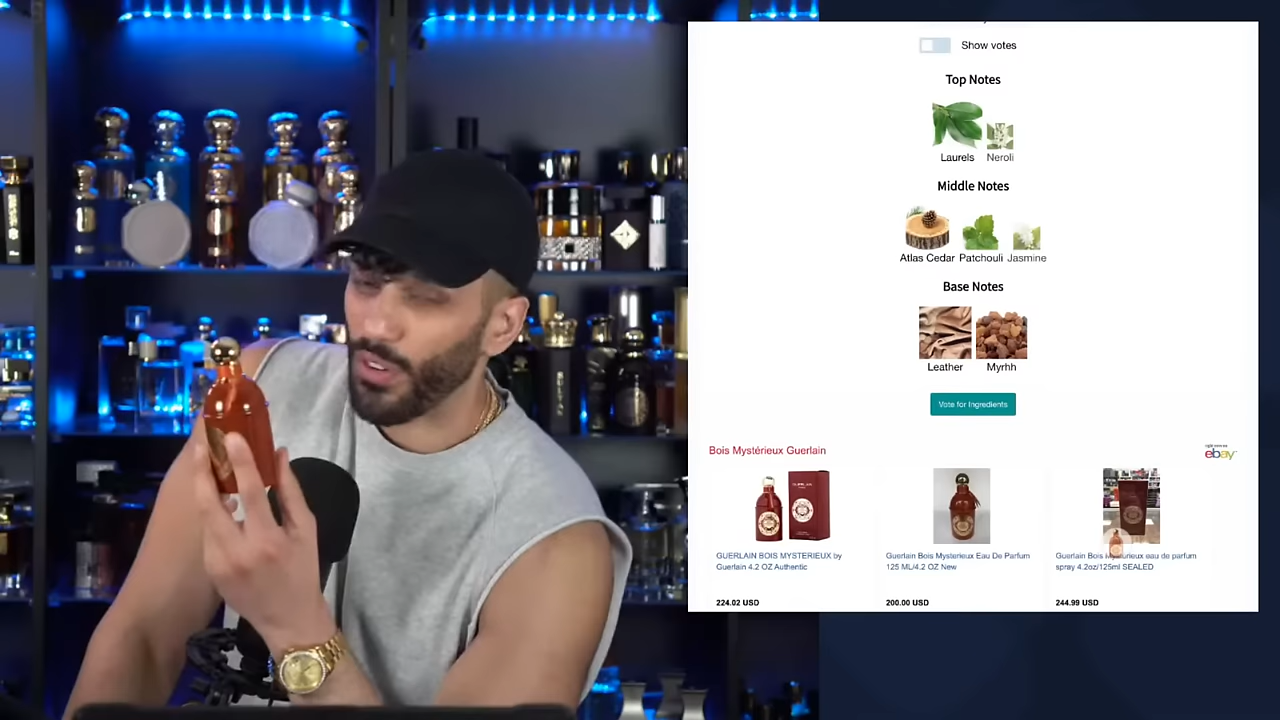 Show votes
Top Notes
Laurels Neroli
Middle Notes
Atlas Cedar Patchouli Jasmine
Base Notes
Leather Myrhh
Vote for Ingredients
Bois Mystérieux Guerlain
ebay
GUERLAIN BOIS MYSTERIEUX by
Guerlain 4.2 OZ Authentic
224.02 USD
Guerlain Bois Mysterieux Eau De Parfum
125 ML/4.2 OZ New
200.00 USD
Guerlain Bois Mysterieux eau de parfum
spray 4.2oz/125ml SEALED
244.99 USD